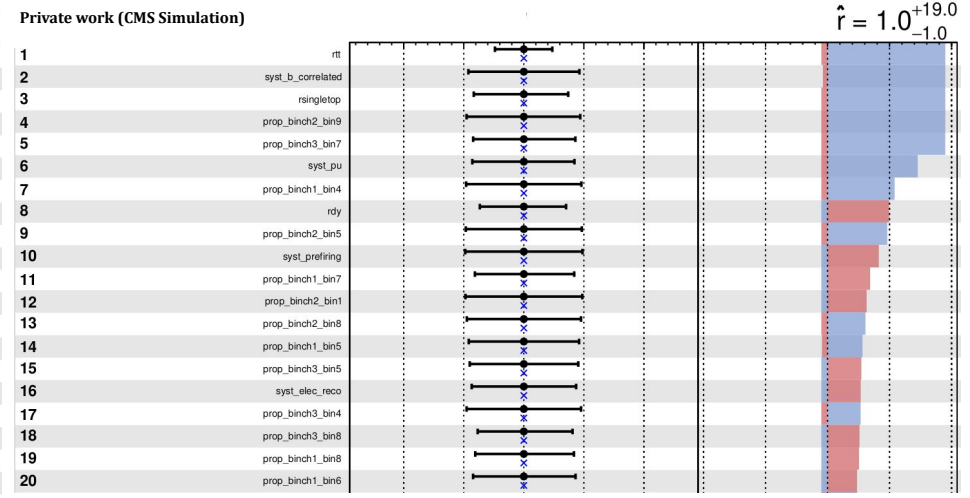 Private work (CMS Simulation)
r̂ = 1.0 +19.0 −1.0
1 rtt
2 syst_b_correlated
3 rsingletop
4 prop_binch2_bin9
5 prop_binch3_bin7
6 syst_pu
7 prop_binch1_bin4
8 rdy
9 prop_binch2_bin5
10 syst_prefiring
11 prop_binch1_bin7
12 prop_binch2_bin1
13 prop_binch2_bin8
14 prop_binch1_bin5
15 prop_binch3_bin5
16 syst_elec_reco
17 prop_binch3_bin4
18 prop_binch3_bin8
19 prop_binch1_bin8
20 prop_binch1_bin6